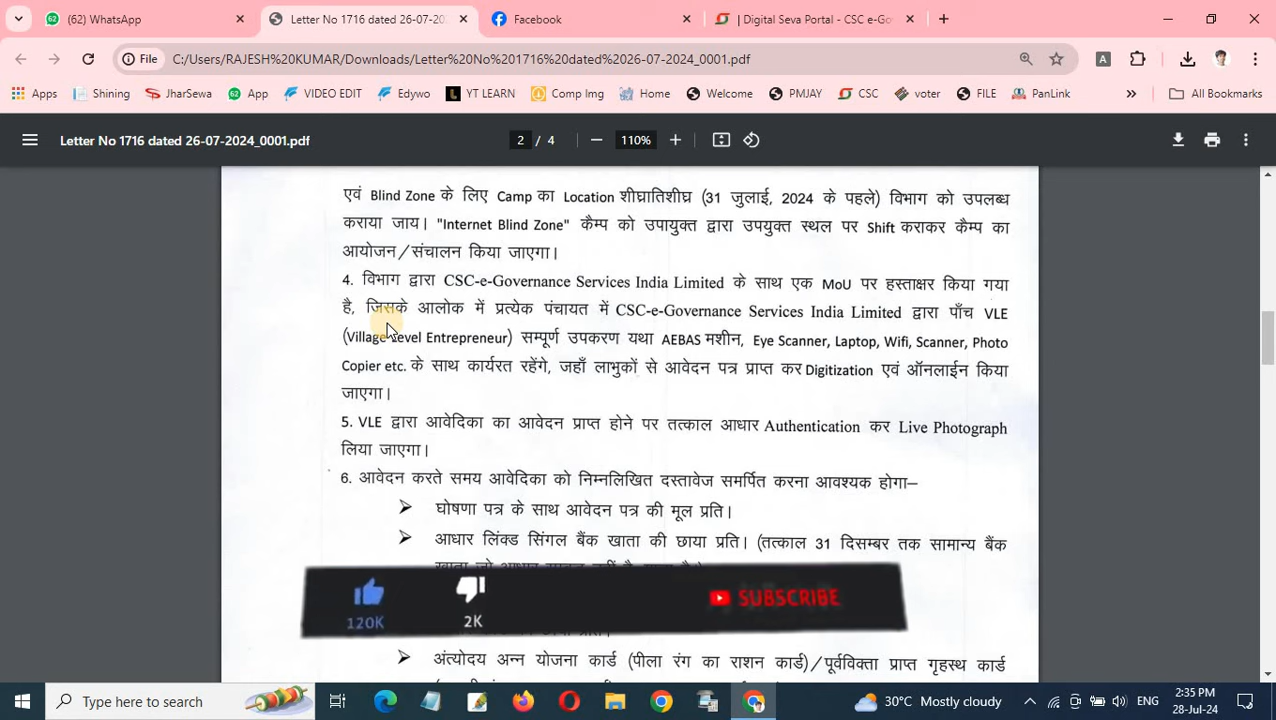 (62) WhatsApp
Letter No 1716 dated 26-07-20
Facebook
| Digital Seva Portal - CSC e-Go
File
C:/Users/RAJESH%20KUMAR/Downloads/Letter%20No%201716%20dated%2026-07-2024_0001.pdf
A
Apps
Shining
JharSewa
62
App
VIDEO EDIT
Edywo
YT LEARN
Comp Img
Home
Welcome
PMJAY
CSC
voter
FILE
PanLink
»
All Bookmarks
Letter No 1716 dated 26-07-2024_0001.pdf
2 / 4
110%
एवं Blind Zone के लिए Camp का Location शीघ्रातिशीघ्र (31 जुलाई, 2024 के पहले) विभाग को उपलब्ध
कराया जाय। "Internet Blind Zone" कैम्प को उपायुक्त द्वारा उपयुक्त स्थल पर Shift कराकर कैम्प का
आयोजन/संचालन किया जाएगा।
4. विभाग द्वारा CSC-e-Governance Services India Limited के साथ एक MoU पर हस्ताक्षर किया गया
है, जिसके आलोक में प्रत्येक पंचायत में CSC-e-Governance Services India Limited द्वारा पाँच VLE
(Village Level Entrepreneur) सम्पूर्ण उपकरण यथा AEBAS मशीन, Eye Scanner, Laptop, Wifi, Scanner, Photo
Copier etc. के साथ कार्यरत रहेंगे, जहाँ लाभुकों से आवेदन पत्र प्राप्त कर Digitization एवं ऑनलाईन किया
जाएगा।
5. VLE द्वारा आवेदिका का आवेदन प्राप्त होने पर तत्काल आधार Authentication कर Live Photograph
लिया जाएगा।
6. आवेदन करते समय आवेदिका को निम्नलिखित दस्तावेज समर्पित करना आवश्यक होगा–
➤ घोषणा पत्र के साथ आवेदन पत्र की मूल प्रति।
➤ आधार लिंक्ड सिंगल बैंक खाता की छाया प्रति। (तत्काल 31 दिसम्बर तक सामान्य बैंक
120K
2K
SUBSCRIBE
➤ अंत्योदय अन्न योजना कार्ड (पीला रंग का राशन कार्ड)/पूर्वविक्ता प्राप्त गृहस्थ कार्ड
Type here to search
30°C Mostly cloudy
ENG
2:35 PM
28-Jul-24